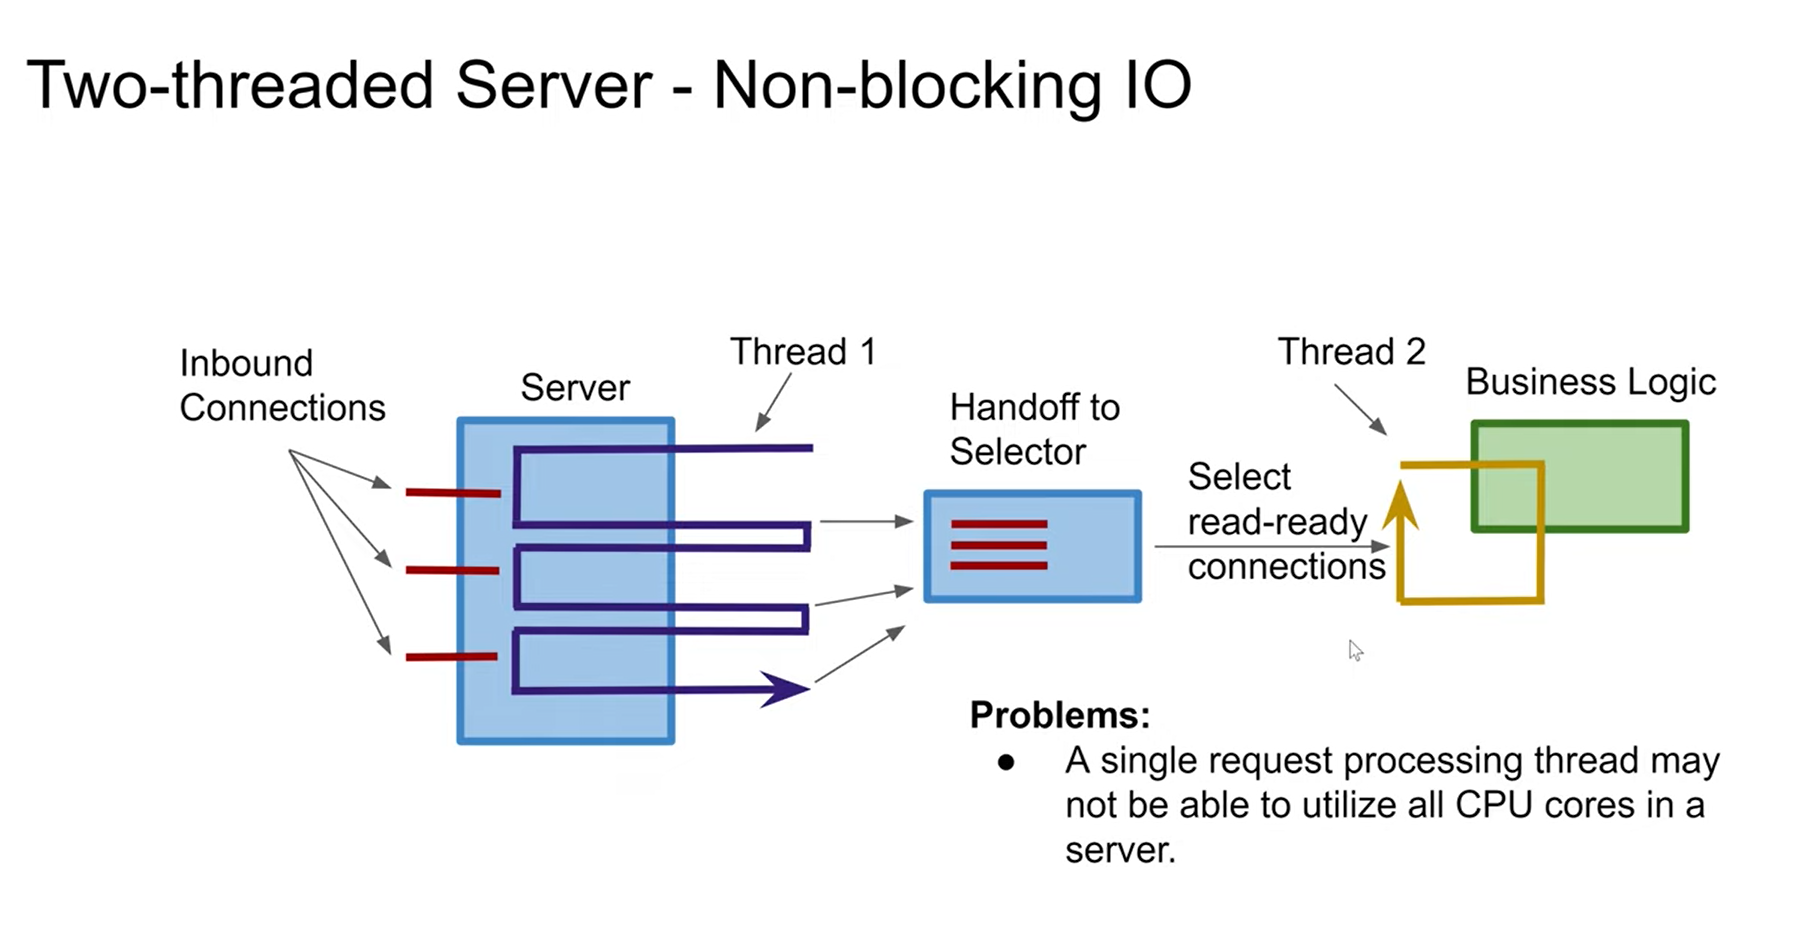 Two-threaded Server - Non-blocking IO
Inbound
Connections
Server
Thread 1
Handoff to
Selector
Select
read-ready
connections
Thread 2
Business Logic
Problems:
● A single request processing thread may
not be able to utilize all CPU cores in a
server.